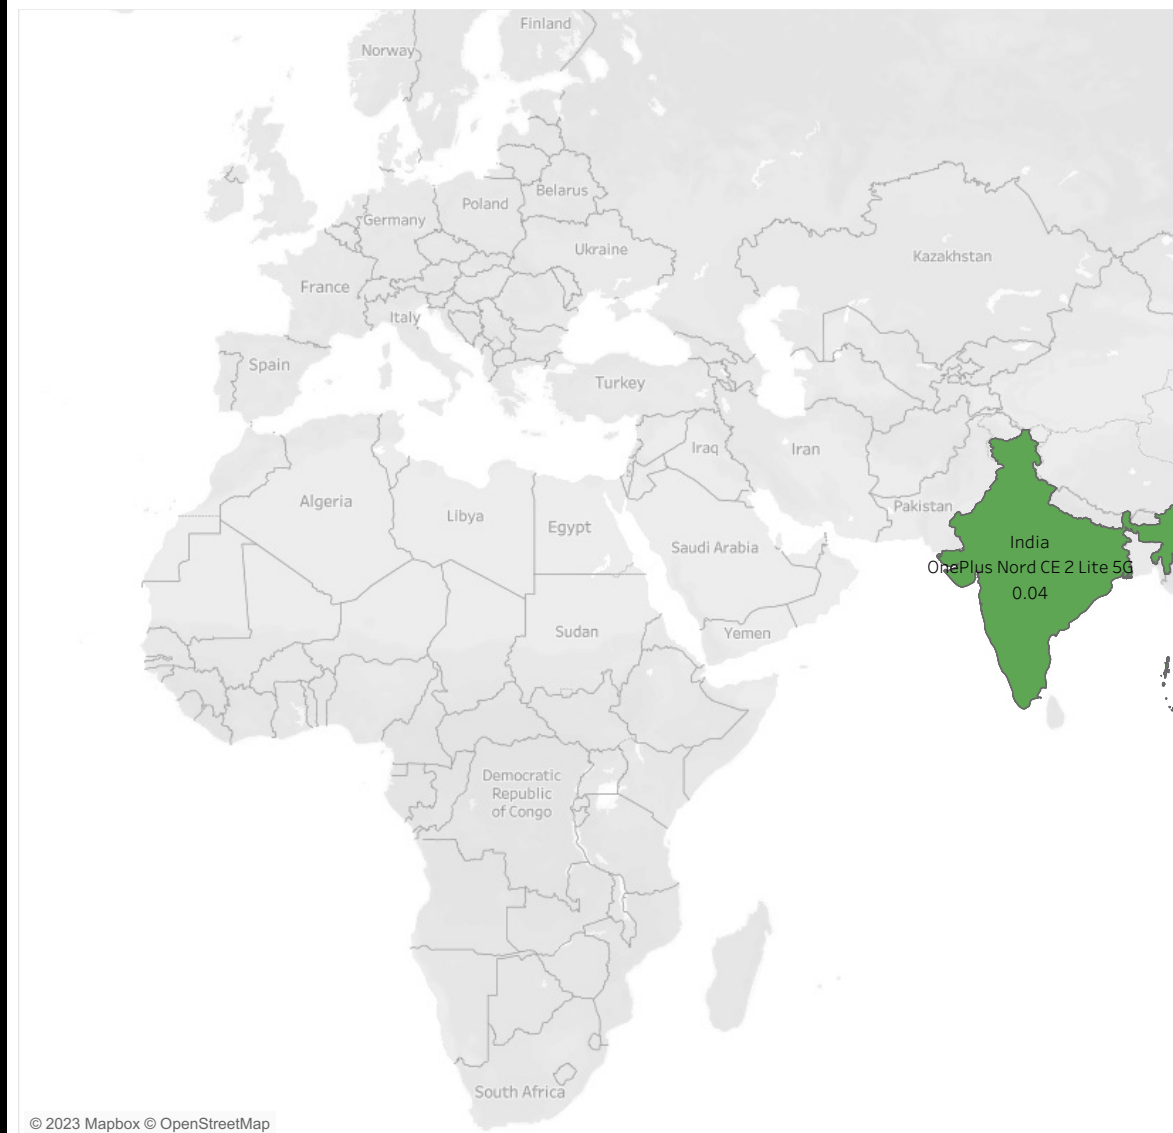 Finland
Norway
Belarus
Poland
Germany
Ukraine
Kazakhstan
France
Italy
Spain
Turkey
Iraq
Iran
Algeria
Libya
Egypt
Pakistan
Saudi Arabia
India
OnePlus Nord CE 2 Lite 5G
0.04
Sudan
Yemen
Democratic
Republic
of Congo
South Africa
© 2023 Mapbox © OpenStreetMap